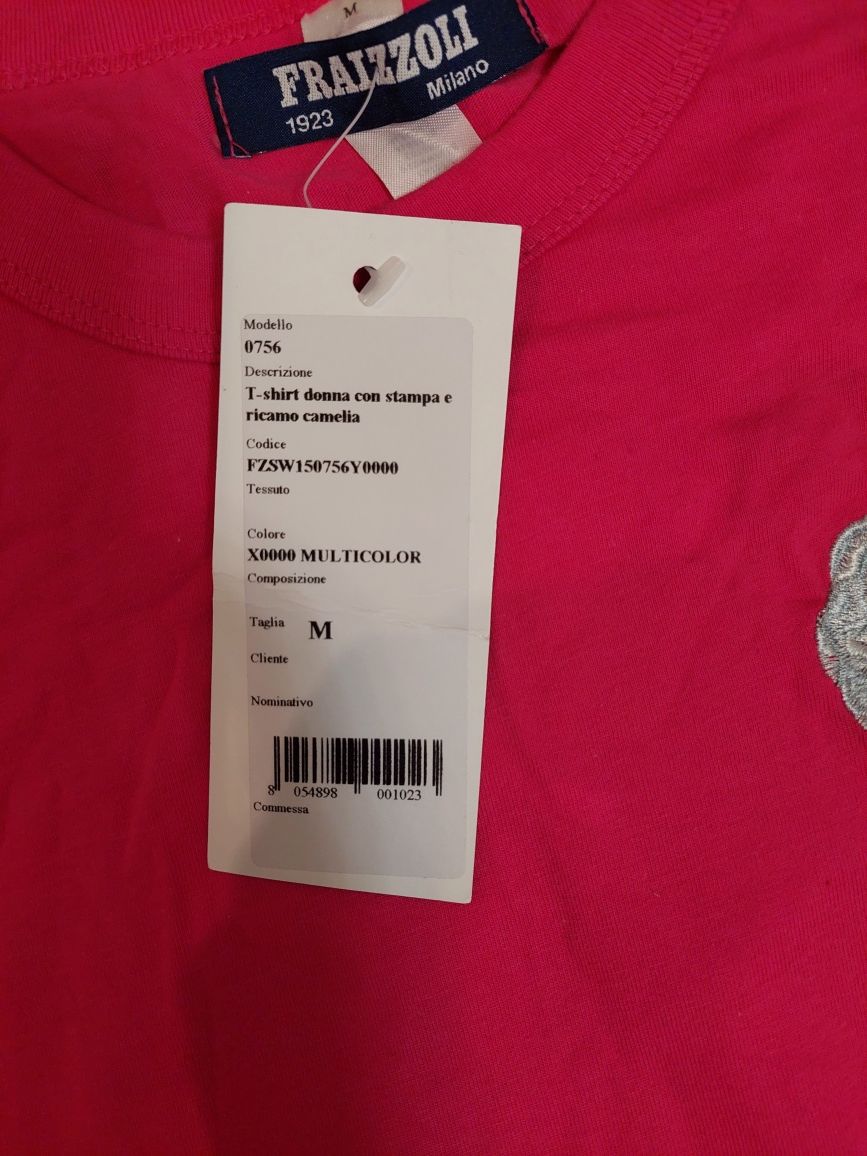 M
FRAIZZOLI
1923 Milano
Modello
0756
Descrizione
T-shirt donna con stampa e
ricamo camelia
Codice
FZSW150756Y0000
Tessuto
Colore
X0000 MULTICOLOR
Composizione
Taglia M
Cliente
Nominativo
8 054898 001023
Commessa